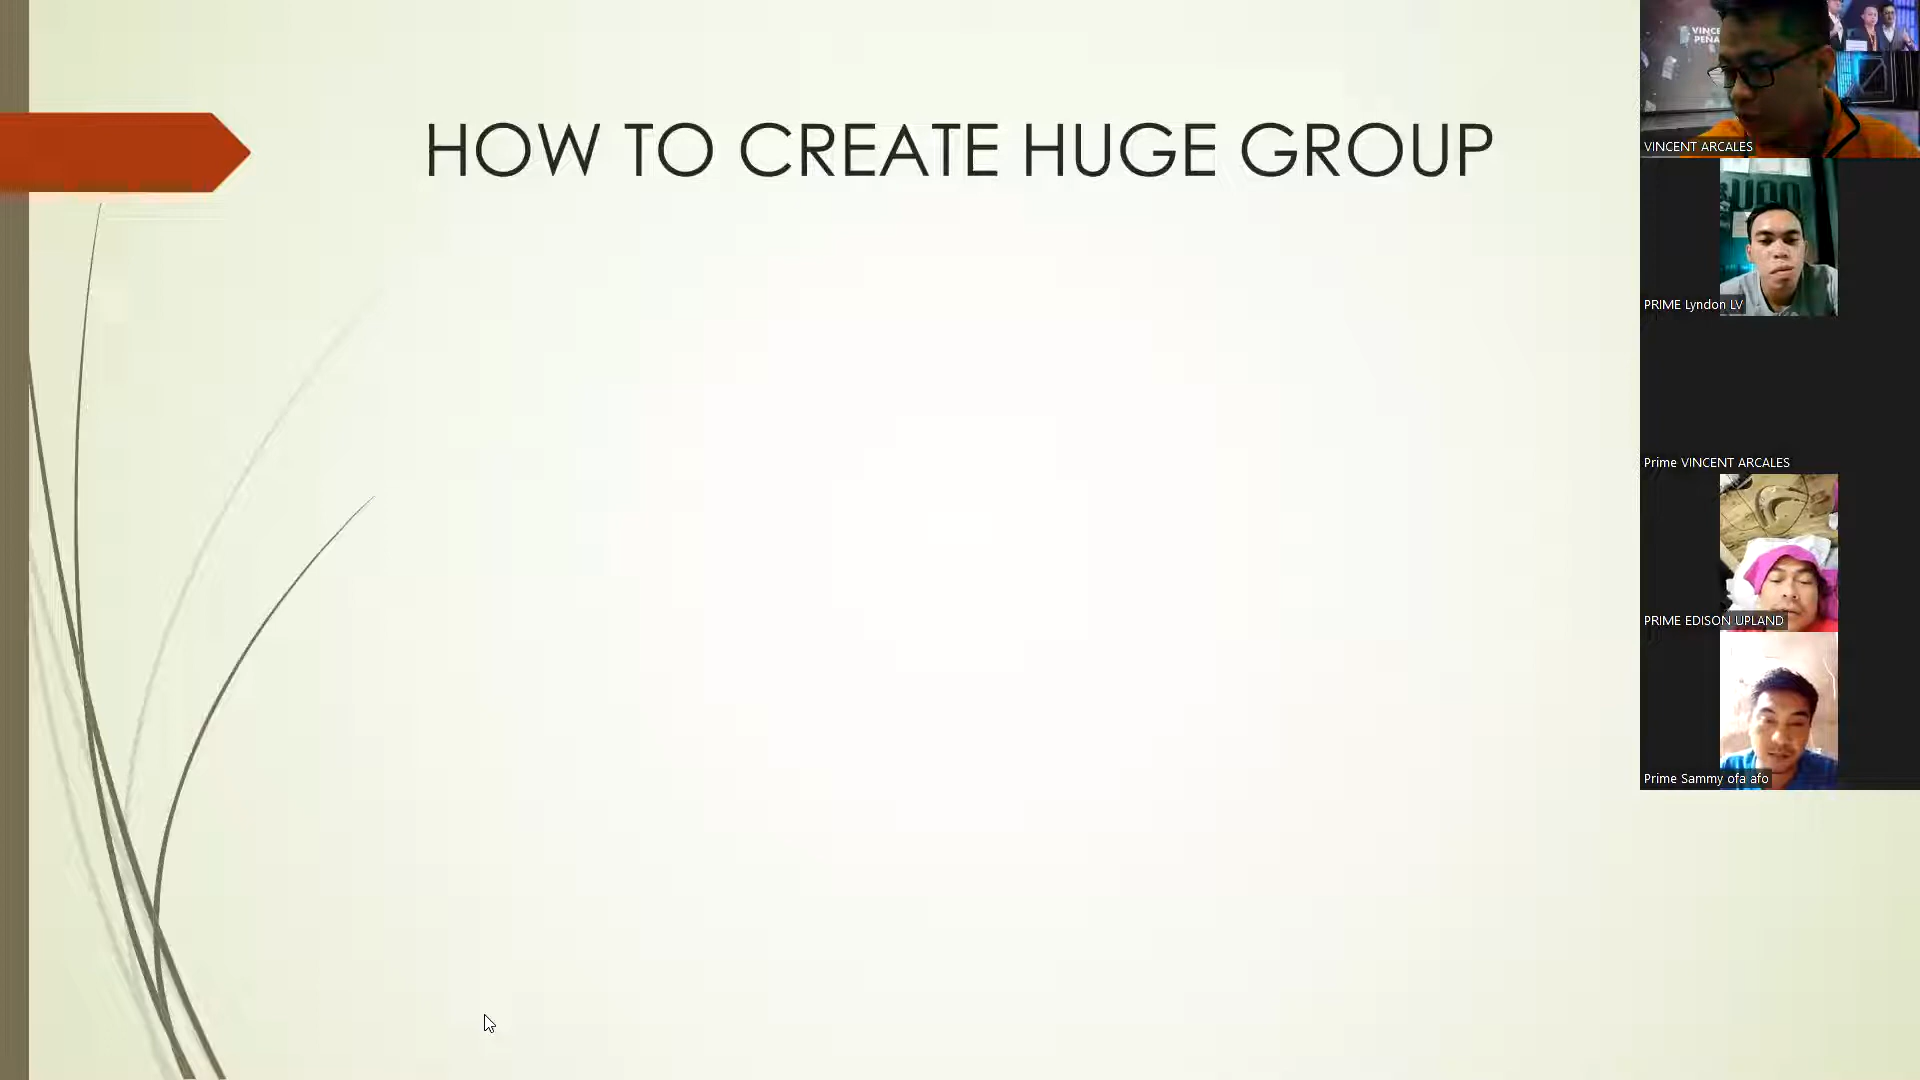 HOW TO CREATE HUGE GROUP
VINCENT ARCALES
PRIME Lyndon LV
Prime VINCENT ARCALES
PRIME EDISON UPLAND
Prime Sammy ofa afo